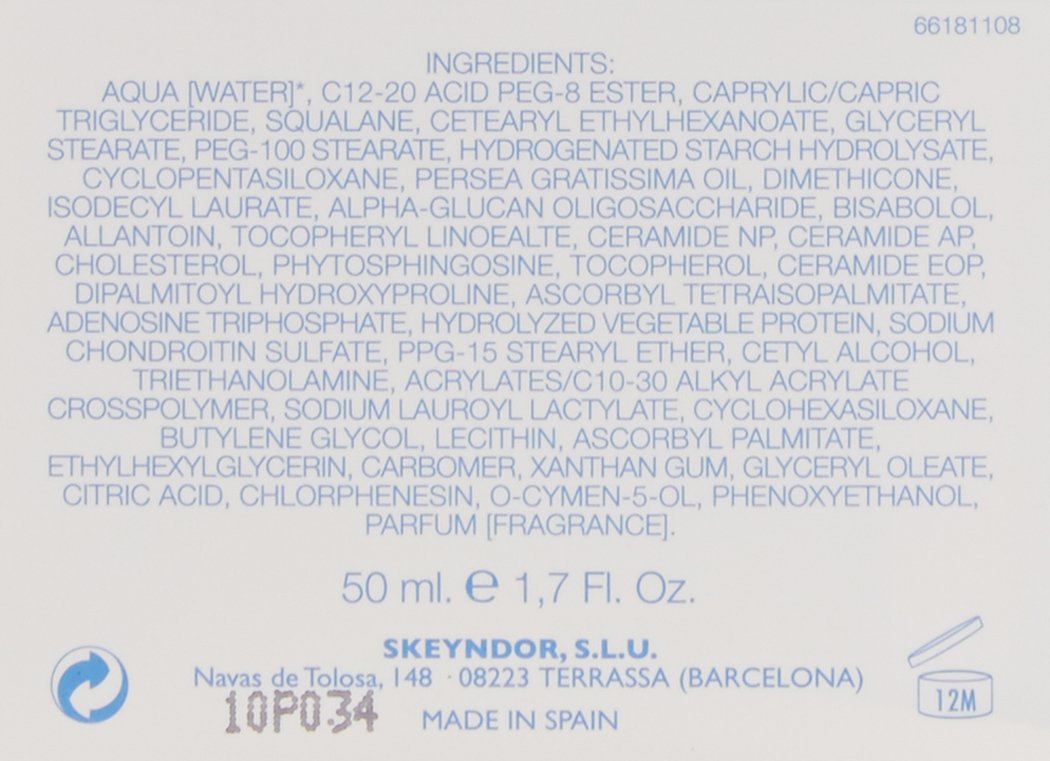 66181108
INGREDIENTS:
AQUA [WATER]*, C12-20 ACID PEG-8 ESTER, CAPRYLIC/CAPRIC
TRIGLYCERIDE, SQUALANE, CETEARYL ETHYLHEXANOATE, GLYCERYL
STEARATE, PEG-100 STEARATE, HYDROGENATED STARCH HYDROLYSATE,
CYCLOPENTASILOXANE, PERSEA GRATISSIMA OIL, DIMETHICONE,
ISODECYL LAURATE, ALPHA-GLUCAN OLIGOSACCHARIDE, BISABOLOL,
ALLANTOIN, TOCOPHERYL LINOEALTE, CERAMIDE NP, CERAMIDE AP,
CHOLESTEROL, PHYTOSPHINGOSINE, TOCOPHEROL, CERAMIDE EOP,
DIPALMITOYL HYDROXYPROLINE, ASCORBYL TETRAISOPALMITATE,
ADENOSINE TRIPHOSPHATE, HYDROLYZED VEGETABLE PROTEIN, SODIUM
CHONDROITIN SULFATE, PPG-15 STEARYL ETHER, CETYL ALCOHOL,
TRIETHANOLAMINE, ACRYLATES/C10-30 ALKYL ACRYLATE
CROSSPOLYMER, SODIUM LAUROYL LACTYLATE, CYCLOHEXASILOXANE,
BUTYLENE GLYCOL, LECITHIN, ASCORBYL PALMITATE,
ETHYLHEXYLGLYCERIN, CARBOMER, XANTHAN GUM, GLYCERYL OLEATE,
CITRIC ACID, CHLORPHENESIN, O-CYMEN-5-OL, PHENOXYETHANOL,
PARFUM [FRAGRANCE].
50 ml. e 1,7 Fl. Oz.
SKEYNDOR, S.L.U.
Navas de Tolosa, 148 · 08223 TERRASSA (BARCELONA)
10P034
MADE IN SPAIN
12M